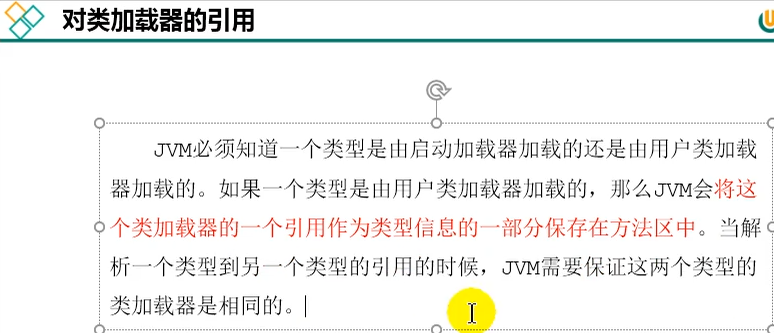 对类加载器的引用
JVM必须知道一个类型是由启动加载器加载的还是由用户类加载
器加载的。如果一个类型是由用户类加载器加载的，那么JVM会将这
个类加载器的一个引用作为类型信息的一部分保存在方法区中。当解
析一个类型到另一个类型的引用的时候，JVM需要保证这两个类型的
类加载器是相同的。